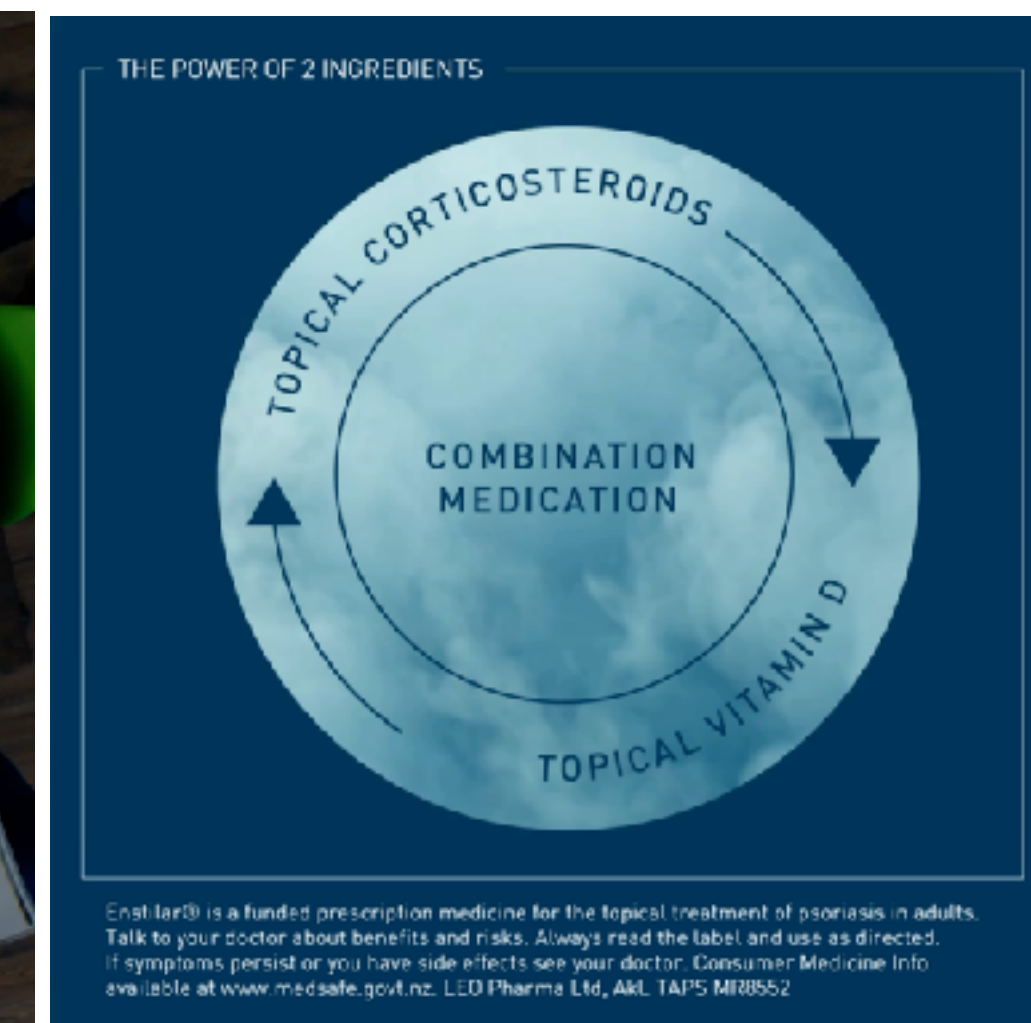 THE POWER OF 2 INGREDIENTS
TOPICAL CORTICOSTEROIDS
COMBINATION
MEDICATION
TOPICAL VITAMIN D
Enstilar® is a funded prescription medicine for the topical treatment of psoriasis in adults.
Talk to your doctor about benefits and risks. Always read the label and use as directed.
If symptoms persist or you have side effects see your doctor. Consumer Medicine Info
available at www.medsafe.govt.nz. LEO Pharma Ltd, Akl. TAPS MR8552